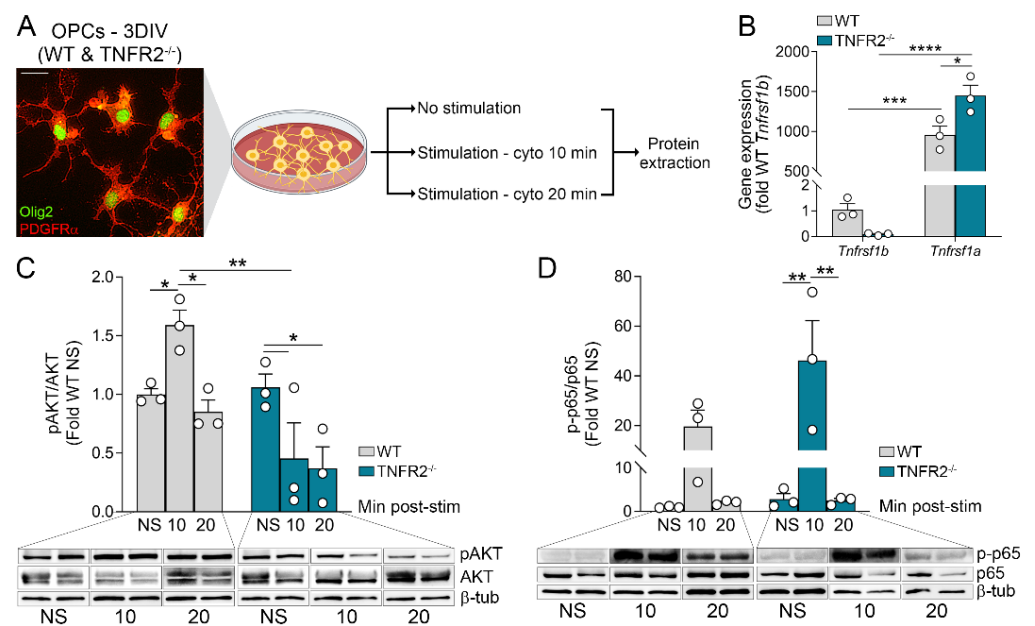 A
OPCs - 3DIV
(WT & TNFR2-/-)
Olig2
PDGFRα
No stimulation
Stimulation - cyto 10 min
Stimulation - cyto 20 min
Protein
extraction
B
WT
TNFR2-/-
Gene expression
(fold WT Tnfrsf1b)
2000
1500
1000
500
2
1
0
***
****
*
Tnfrsf1b
Tnfrsf1a
C
pAKT/AKT
(Fold WT NS)
2.0
1.5
1.0
0.5
0.0
*
*
**
*
WT
TNFR2-/-
NS 10 20 NS 10 20 Min post-stim
pAKT
AKT
β-tub
NS 10 20 NS 10 20
D
p-p65/p65
(Fold WT NS)
80
60
40
20
10
5
0
** **
WT
TNFR2-/-
NS 10 20 NS 10 20 Min post-stim
p-p65
p65
β-tub
NS 10 20 NS 10 20